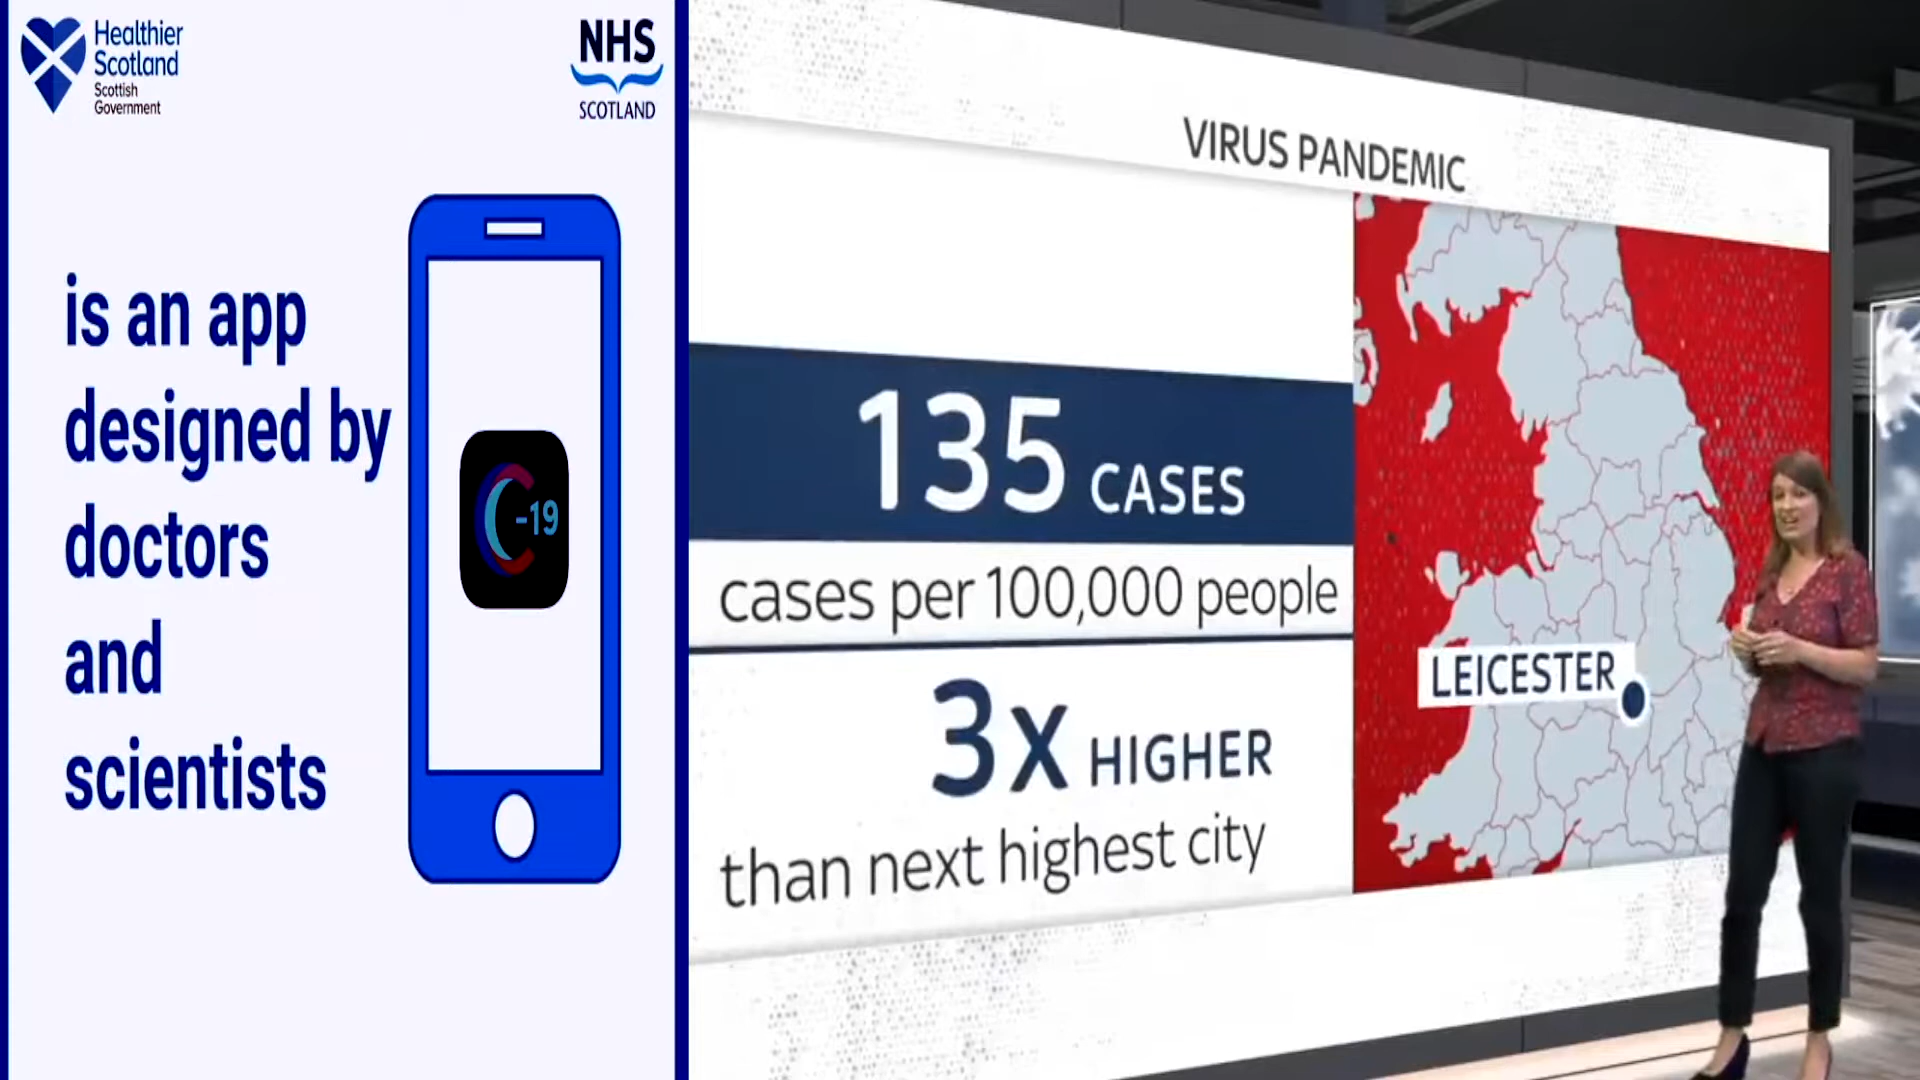 Healthier
Scotland
Scottish
Government
NHS
SCOTLAND
is an app
designed by
doctors
and
scientists
C-19
VIRUS PANDEMIC
135 CASES
cases per 100,000 people
3x HIGHER
than next highest city
LEICESTER